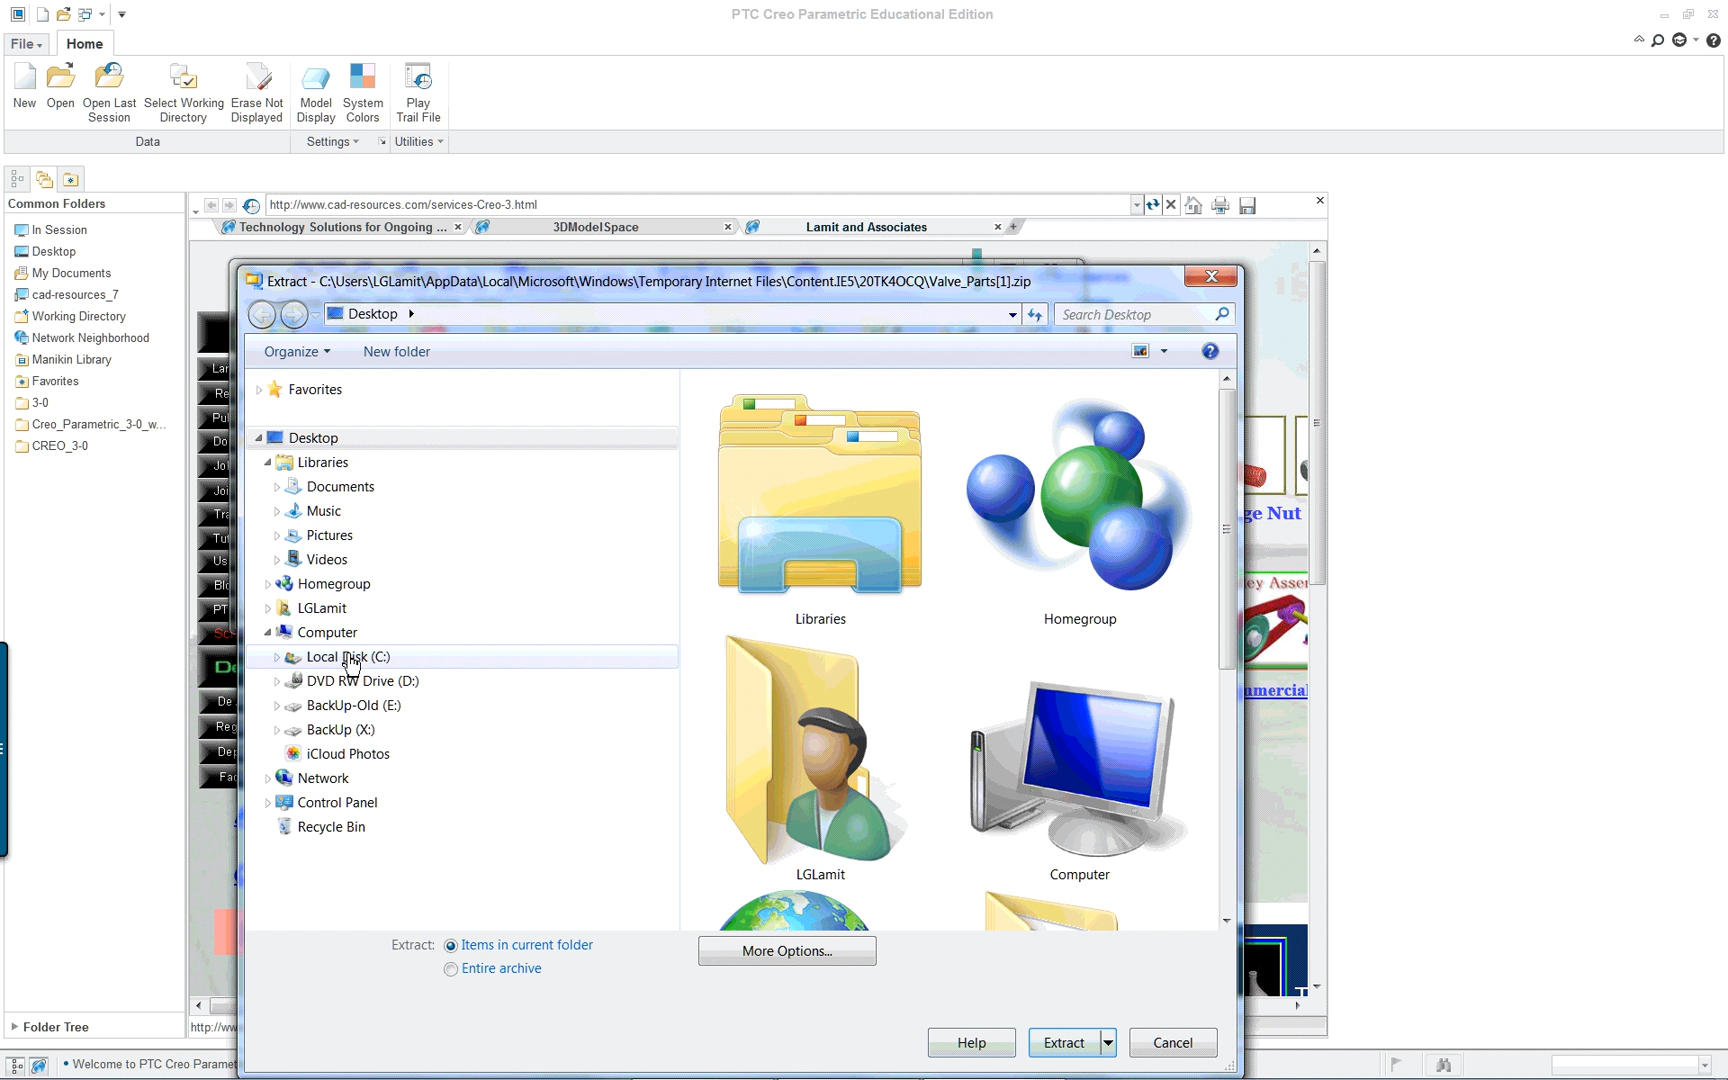 PTC Creo Parametric Educational Edition
File
Home
New
Open
Open Last Session
Select Working Directory
Erase Not Displayed
Model Display
System Colors
Play Trail File
Data
Settings
Utilities
Common Folders
In Session
Desktop
My Documents
cad-resources_7
Working Directory
Network Neighborhood
Manikin Library
Favorites
3-0
Creo_Parametric_3-0_w...
CREO_3-0
Folder Tree
http://www.cad-resources.com/services-Creo-3.html
Technology Solutions for Ongoing ...
3DModelSpace
Lamit and Associates
Extract - C:\Users\LGLamit\AppData\Local\Microsoft\Windows\Temporary Internet Files\Content.IE5\20TK4OCQ\Valve_Parts[1].zip
Desktop
Search Desktop
Organize
New folder
Favorites
Desktop
Libraries
Documents
Music
Pictures
Videos
Homegroup
LGLamit
Computer
Local Disk (C:)
DVD RW Drive (D:)
BackUp-Old (E:)
BackUp (X:)
iCloud Photos
Network
Control Panel
Recycle Bin
Libraries
Homegroup
LGLamit
Computer
Extract:
Items in current folder
Entire archive
More Options...
Help
Extract
Cancel
ge Nut
ey Assem
mmercial
http://ww
• Welcome to PTC Creo Paramet